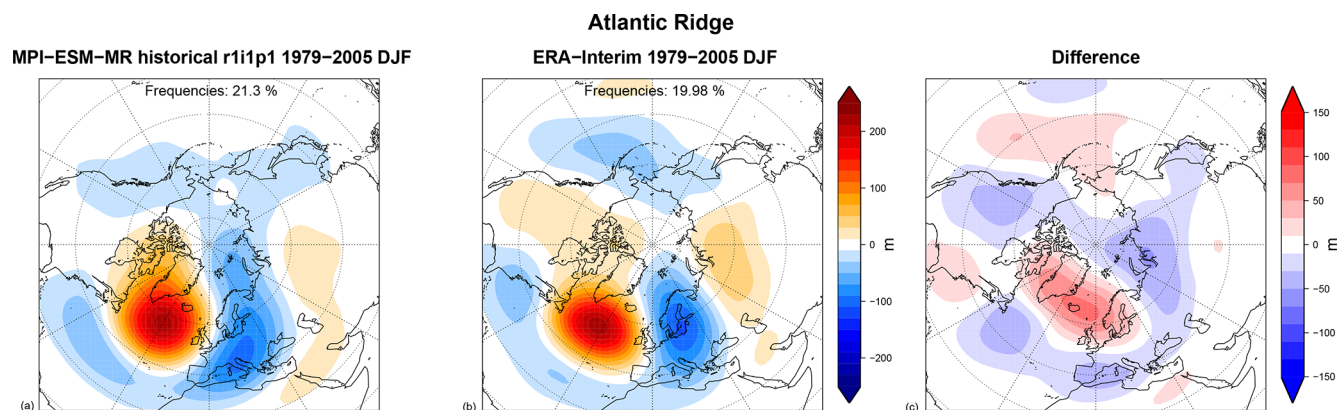 Atlantic Ridge
MPI−ESM−MR historical r1i1p1 1979−2005 DJF
ERA−Interim 1979−2005 DJF
Difference
Frequencies: 21.3 %
Frequencies: 19.98 %
200
100
0
−100
−200
m
150
100
50
0
−50
−100
−150
m
(a)
(b)
(c)